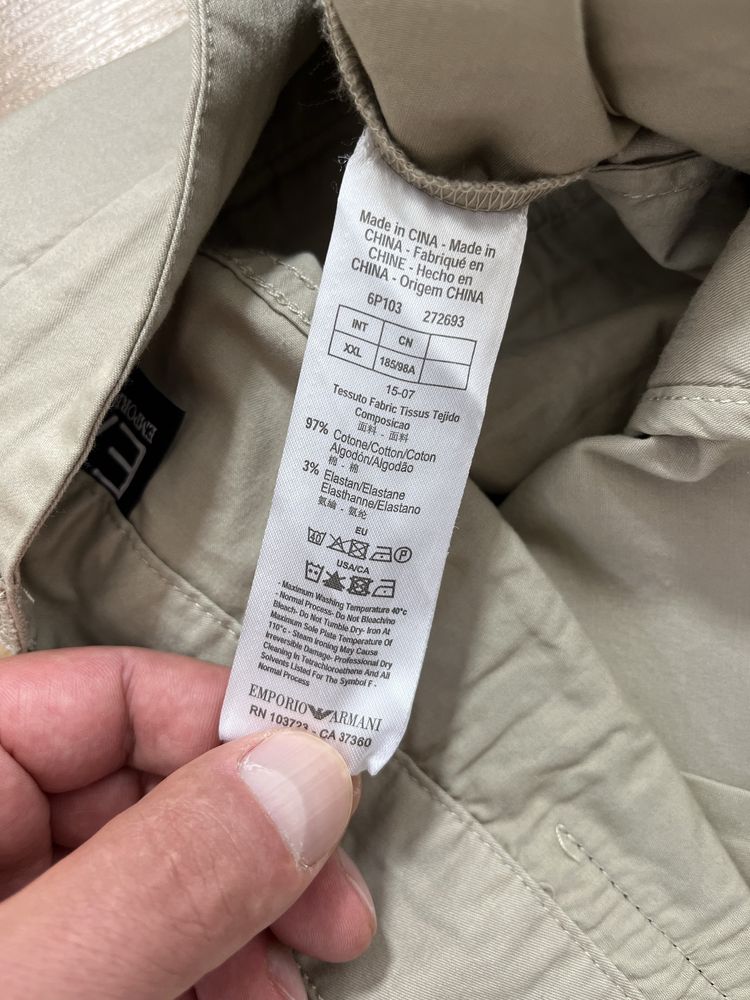 Made in CINA - Made in
CHINA - Fabriqué en
CHINE - Hecho en
CHINA - Origem CHINA
6P103 272693
INT CN
XXL 185/98A
15-07
Tessuto Fabric Tissus Tejido
Composicao
面料 - 面料
97% Cotone/Cotton/Coton
Algodón/Algodão
棉 - 棉
3% Elastan/Elastane
Elasthanne/Elastano
氨綸 - 氨纶
EU
40 P
USA/CA
- Maximum Washing Temperature 40°c
- Normal Process- Do Not Bleach/no
Bleach- Do Not Tumble Dry- Iron At
Maximum Sole Plate Temperature Of
110°c - Steam Ironing May Cause
Irreversible Damage- Professional Dry
Cleaning In Tetrachloroethene And All
Solvents Listed For The Symbol F -
Normal Process
EMPORIO ARMANI
RN 103723 - CA 37360